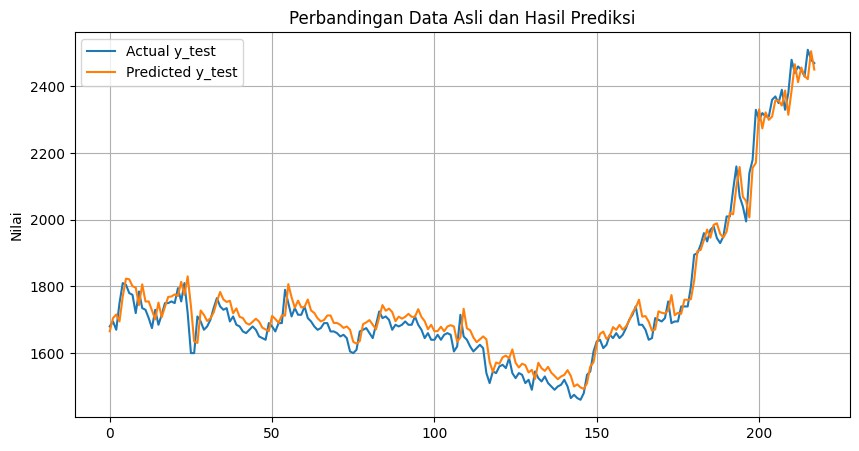 Perbandingan Data Asli dan Hasil Prediksi
Actual y_test
Predicted y_test
Nilai
2400
2200
2000
1800
1600
0
50
100
150
200